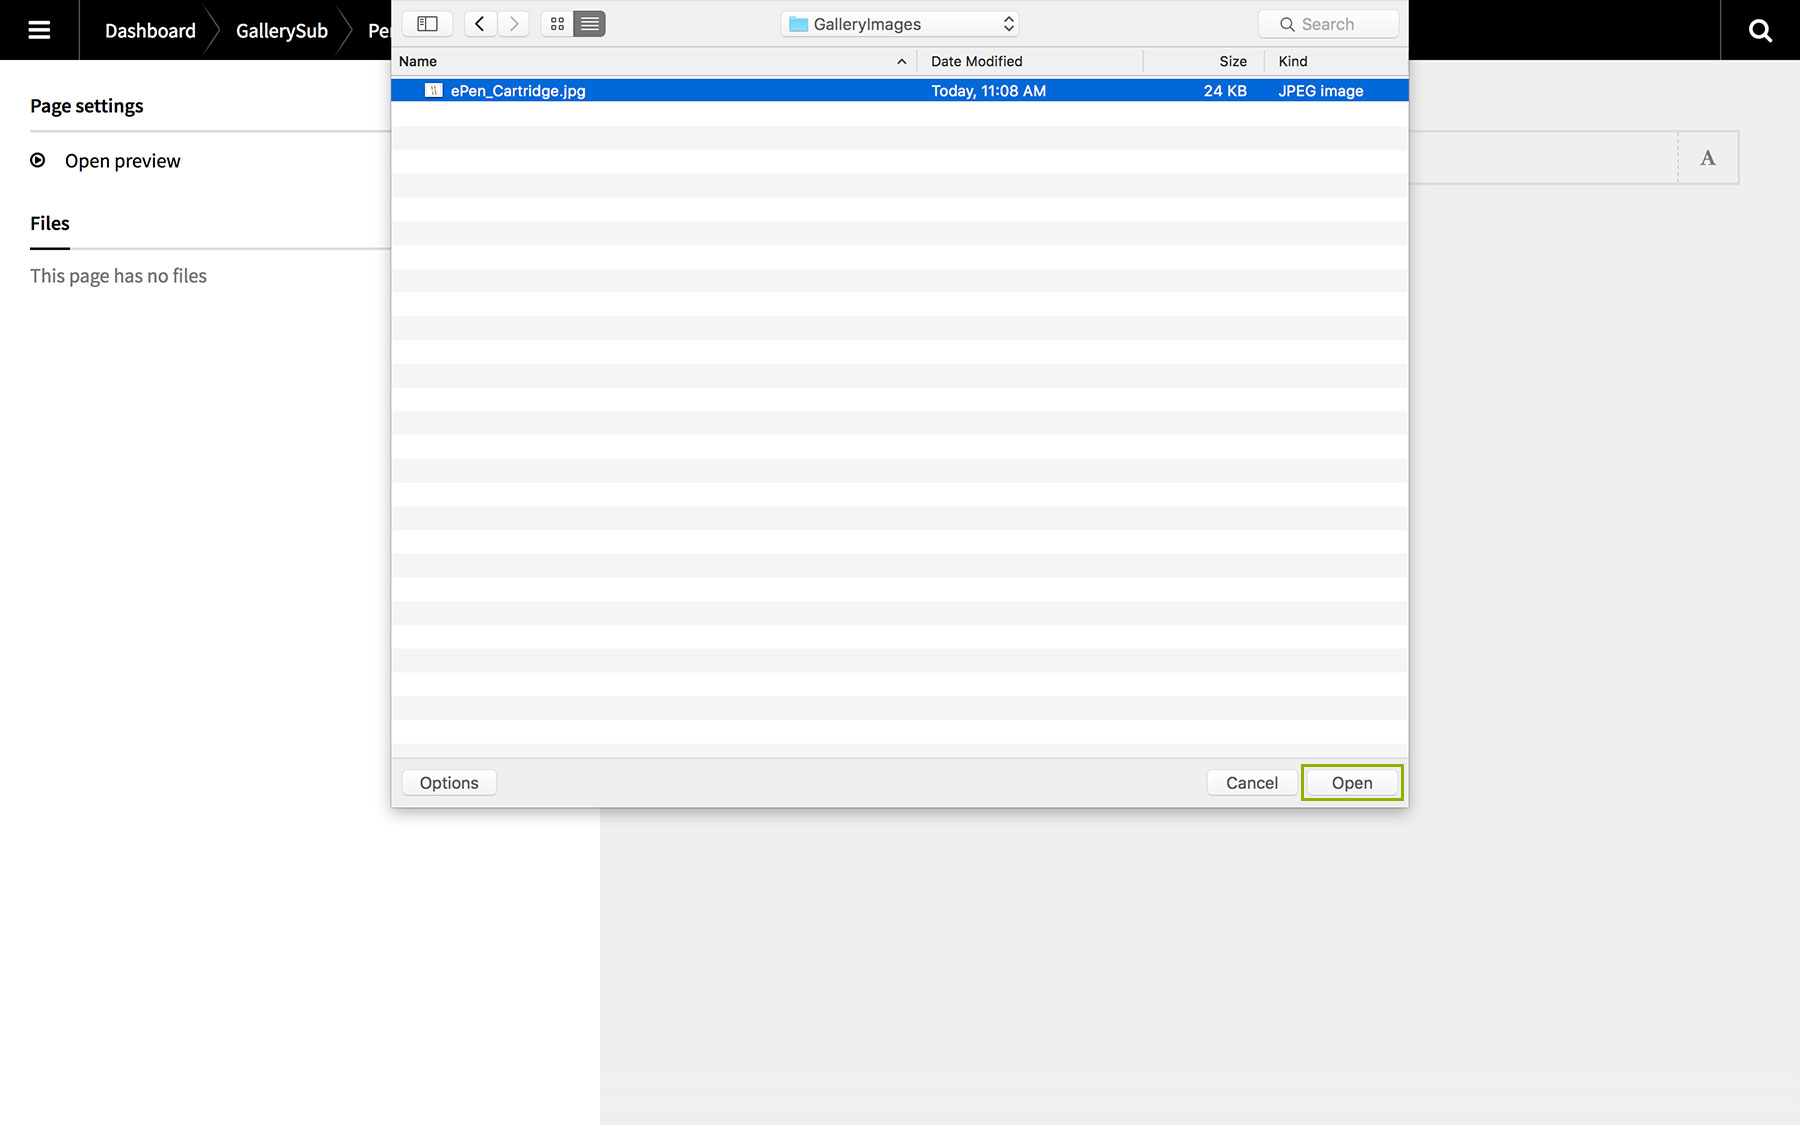 Dashboard GallerySub
GalleryImages
Search
Name Date Modified Size Kind
ePen_Cartridge.jpg Today, 11:08 AM 24 KB JPEG image
Page settings
Open preview
A
Files
This page has no files
Options Cancel Open